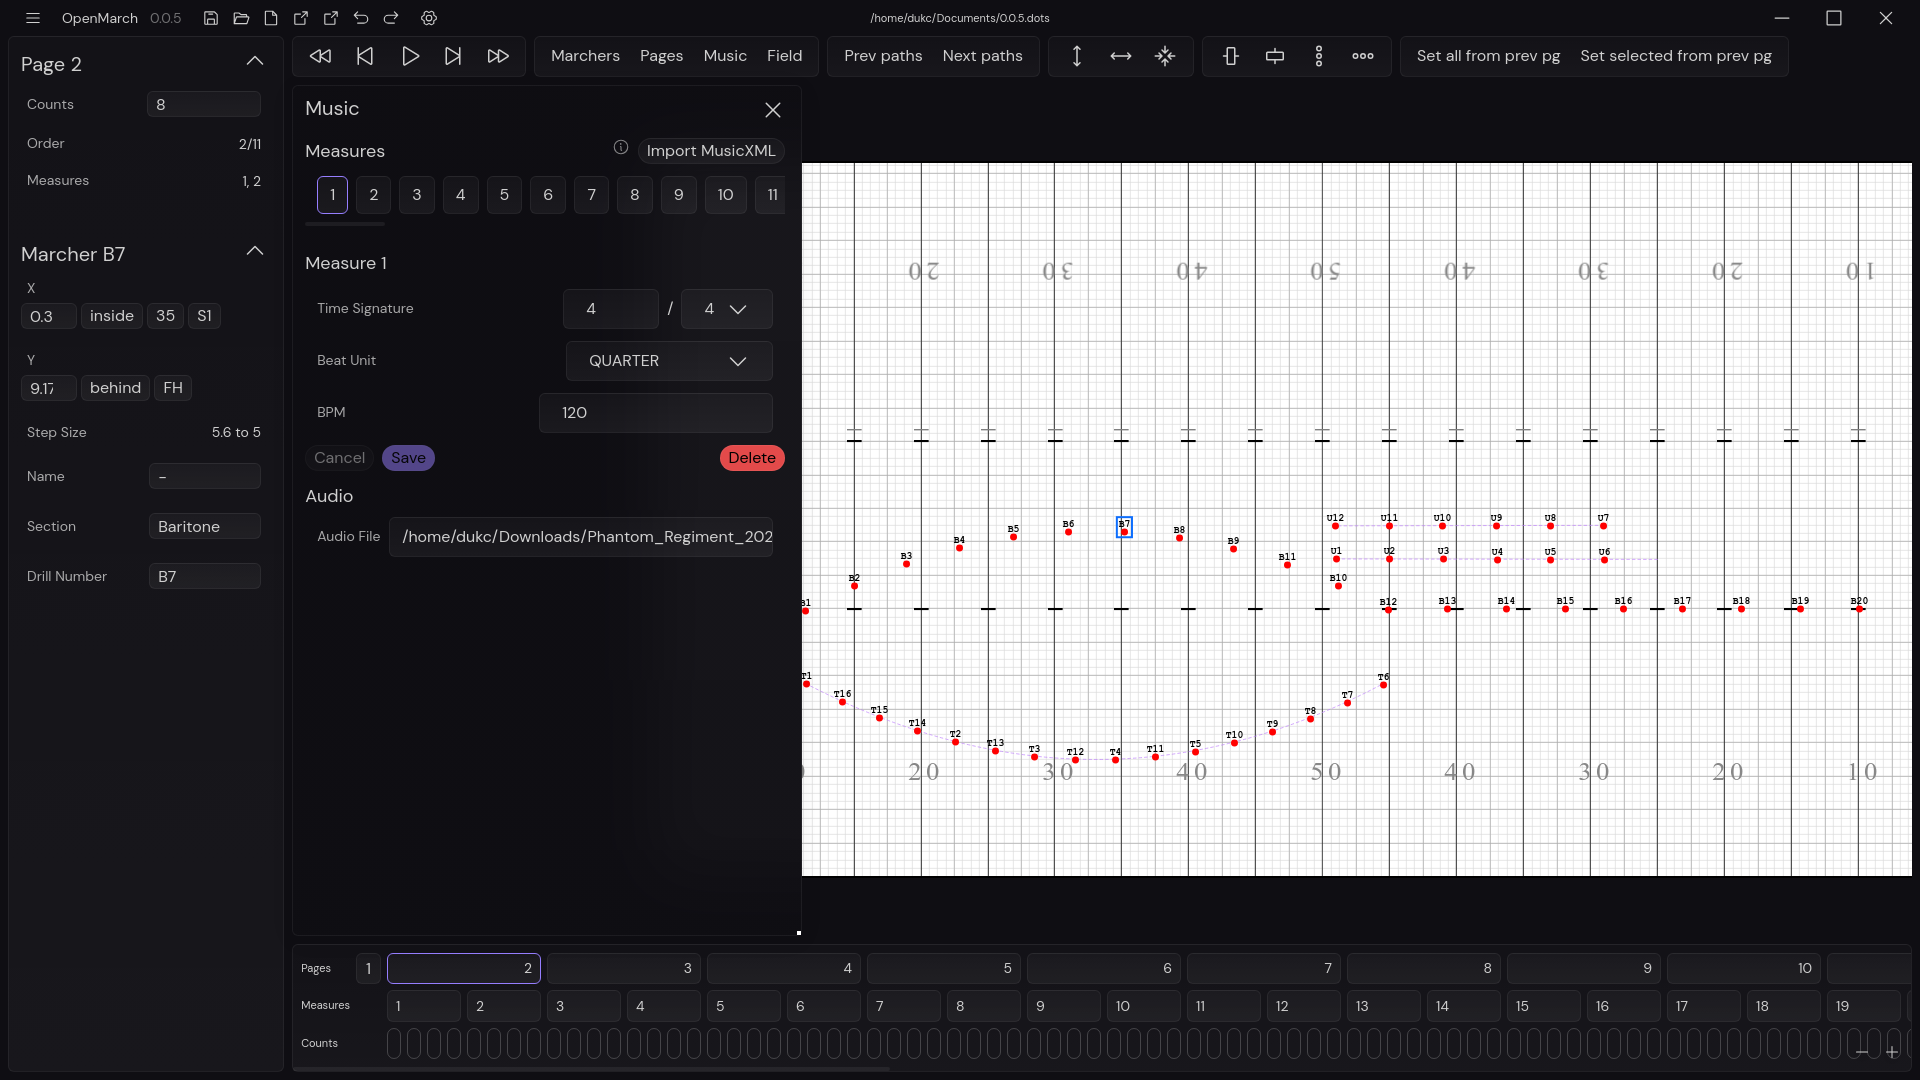 OpenMarch 0.0.5
/home/dukc/Documents/0.0.5.dots
Page 2
Counts 8
Order 2/11
Measures 1, 2
Marcher B7
X
0.3 inside 35 S1
Y
9.17 behind FH
Step Size 5.6 to 5
Name -
Section Baritone
Drill Number B7
Marchers Pages Music Field
Prev paths Next paths
Set all from prev pg Set selected from prev pg
Music
Measures Import MusicXML
1 2 3 4 5 6 7 8 9 10 11
Measure 1
Time Signature 4 / 4
Beat Unit QUARTER
BPM 120
Cancel Save Delete
Audio
Audio File /home/dukc/Downloads/Phantom_Regiment_202
20 30 40 50 40 30 20 10
U12 U11 U10 U9 U8 U7
B5 B6 B7 B8
B4 B9
B3 B11 U1 U2 U3 U4 U5 U6
B2 B10
B1 B12 B13 B14 B15 B16 B17 B18 B19 B20
T1 T6
T16 T7
T15 T8
T14 T9
T2 T10
T13 T5
T3 T12 T4 T11
20 30 40 50 40 30 20 10
Pages 1 2 3 4 5 6 7 8 9 10
Measures 1 2 3 4 5 6 7 8 9 10 11 12 13 14 15 16 17 18 19
Counts